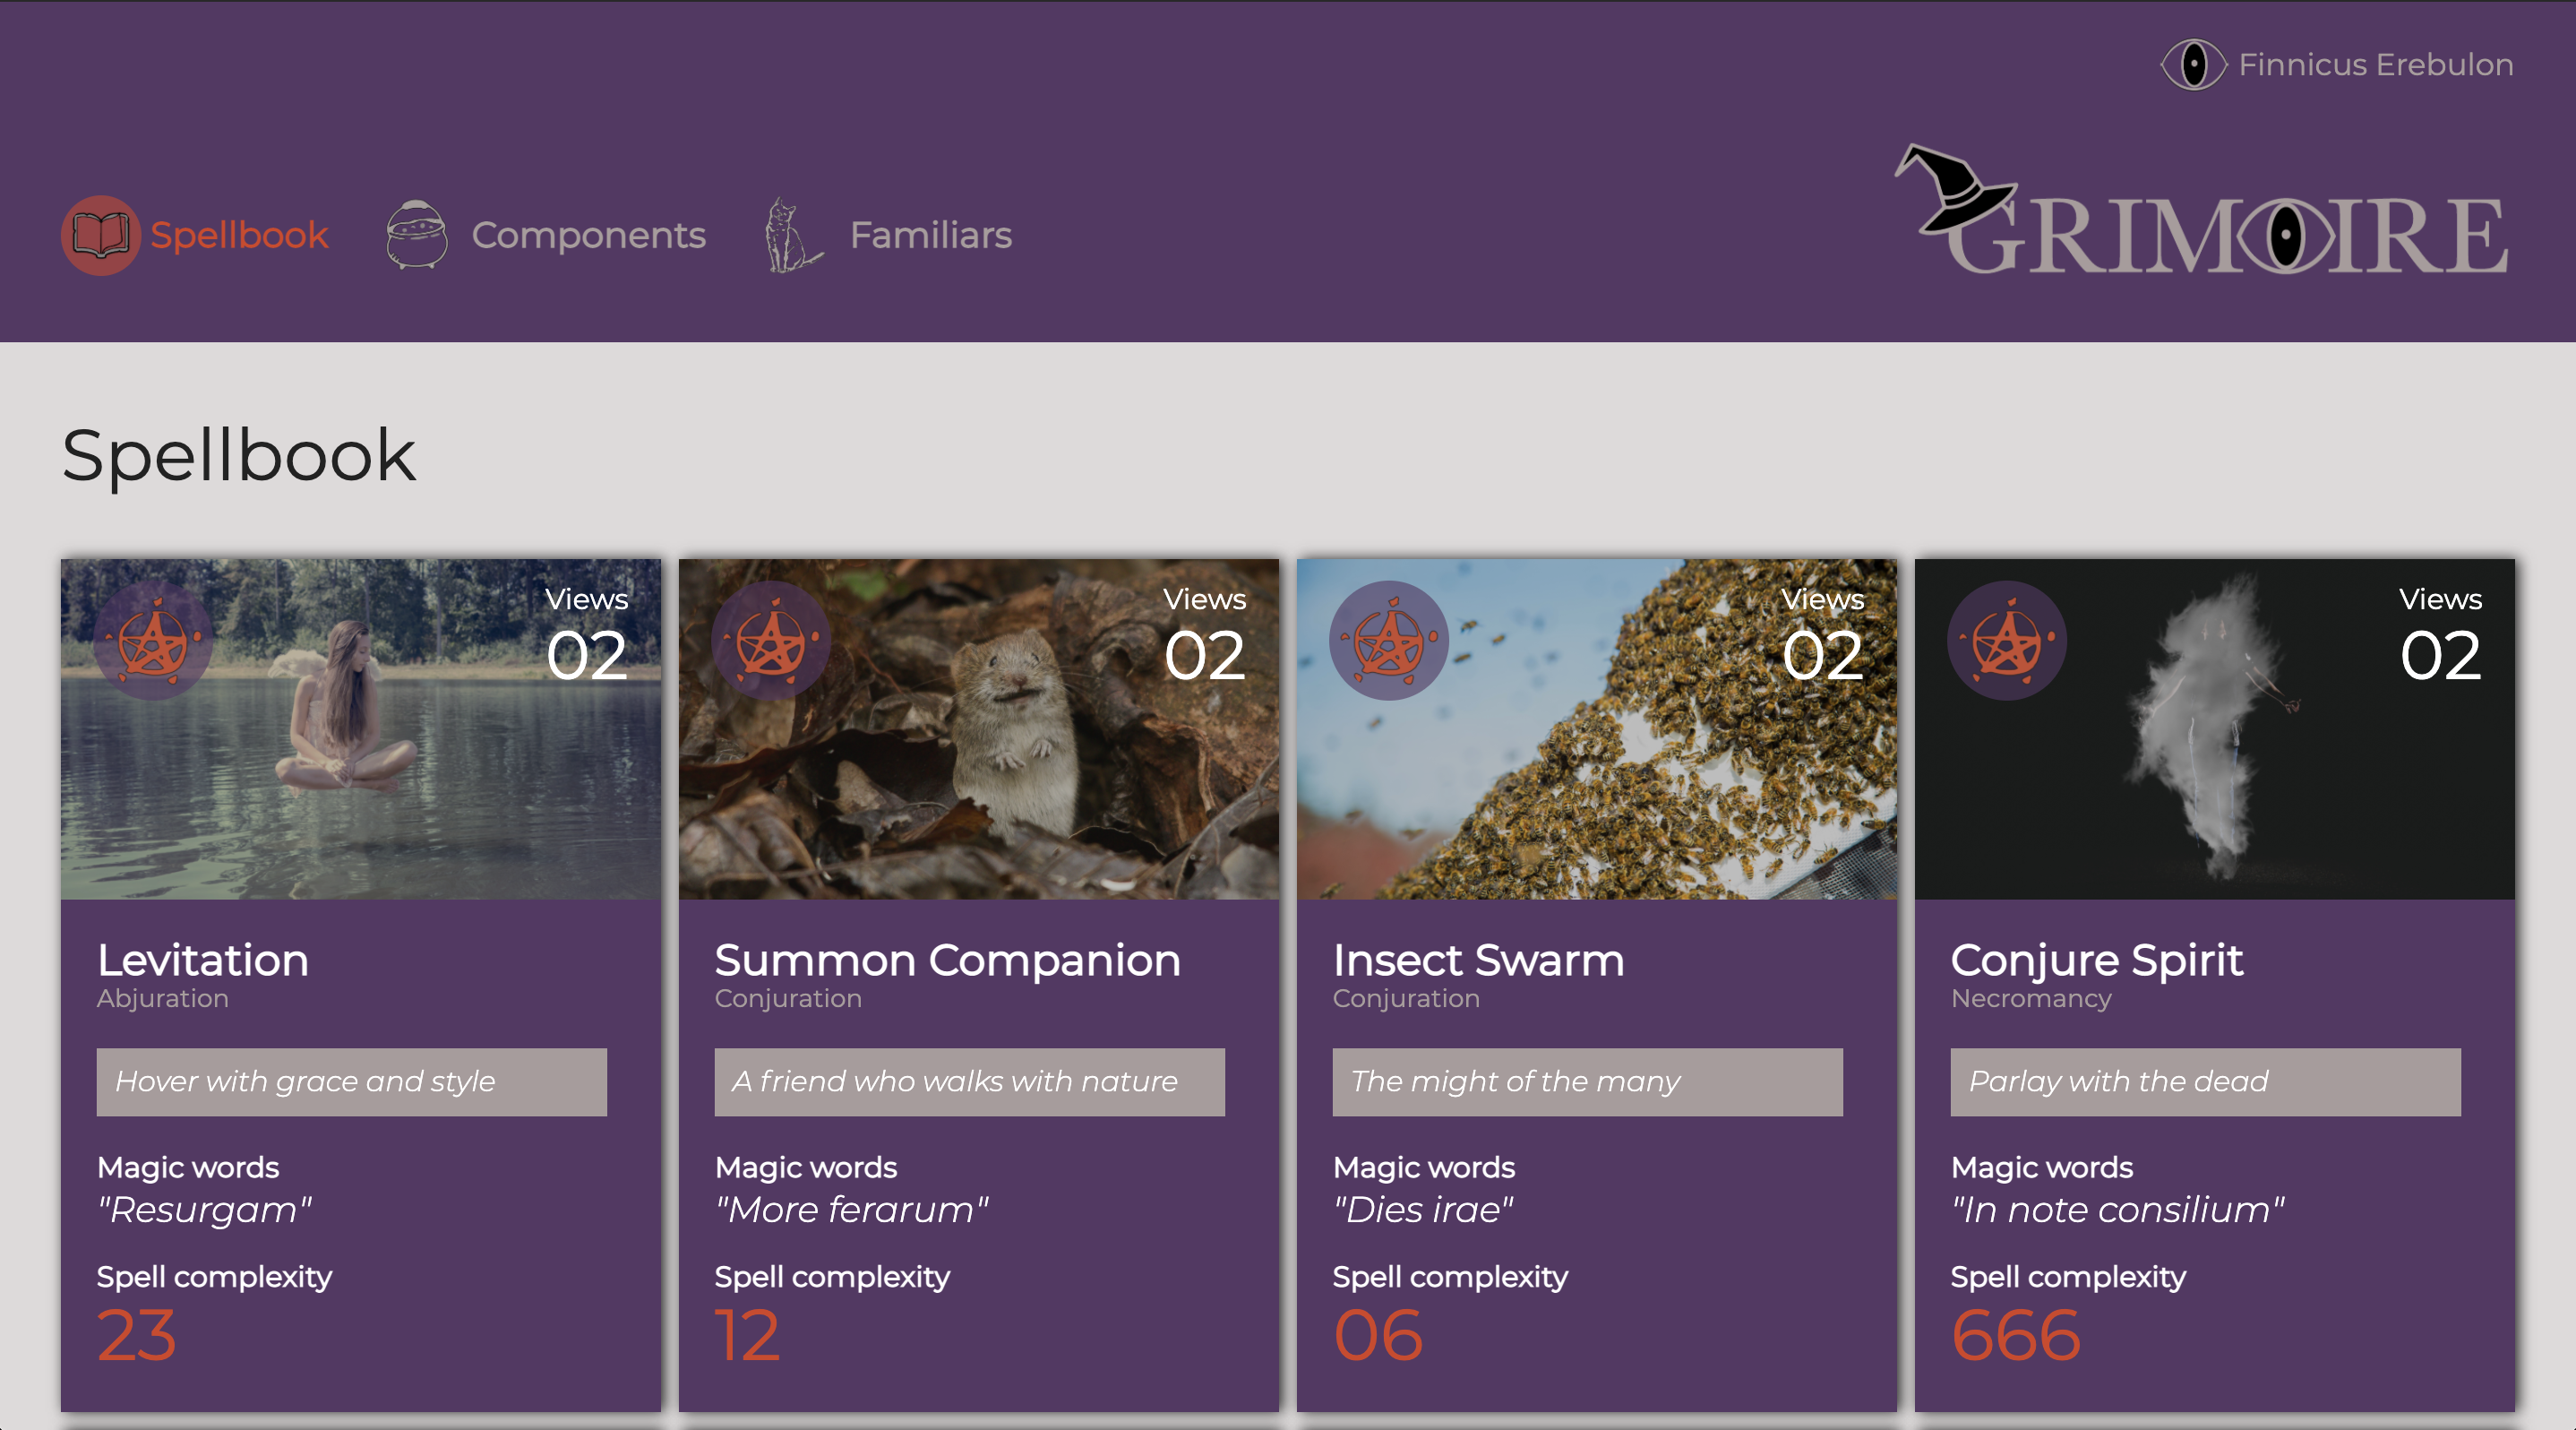 Finnicus Erebulon
Spellbook
Components
Familiars
GRIMOIRE
Spellbook
Views
02
Levitation
Abjuration
Hover with grace and style
Magic words
"Resurgam"
Spell complexity
23
Views
02
Summon Companion
Conjuration
A friend who walks with nature
Magic words
"More ferarum"
Spell complexity
12
Views
02
Insect Swarm
Conjuration
The might of the many
Magic words
"Dies irae"
Spell complexity
06
Views
02
Conjure Spirit
Necromancy
Parlay with the dead
Magic words
"In note consilium"
Spell complexity
666